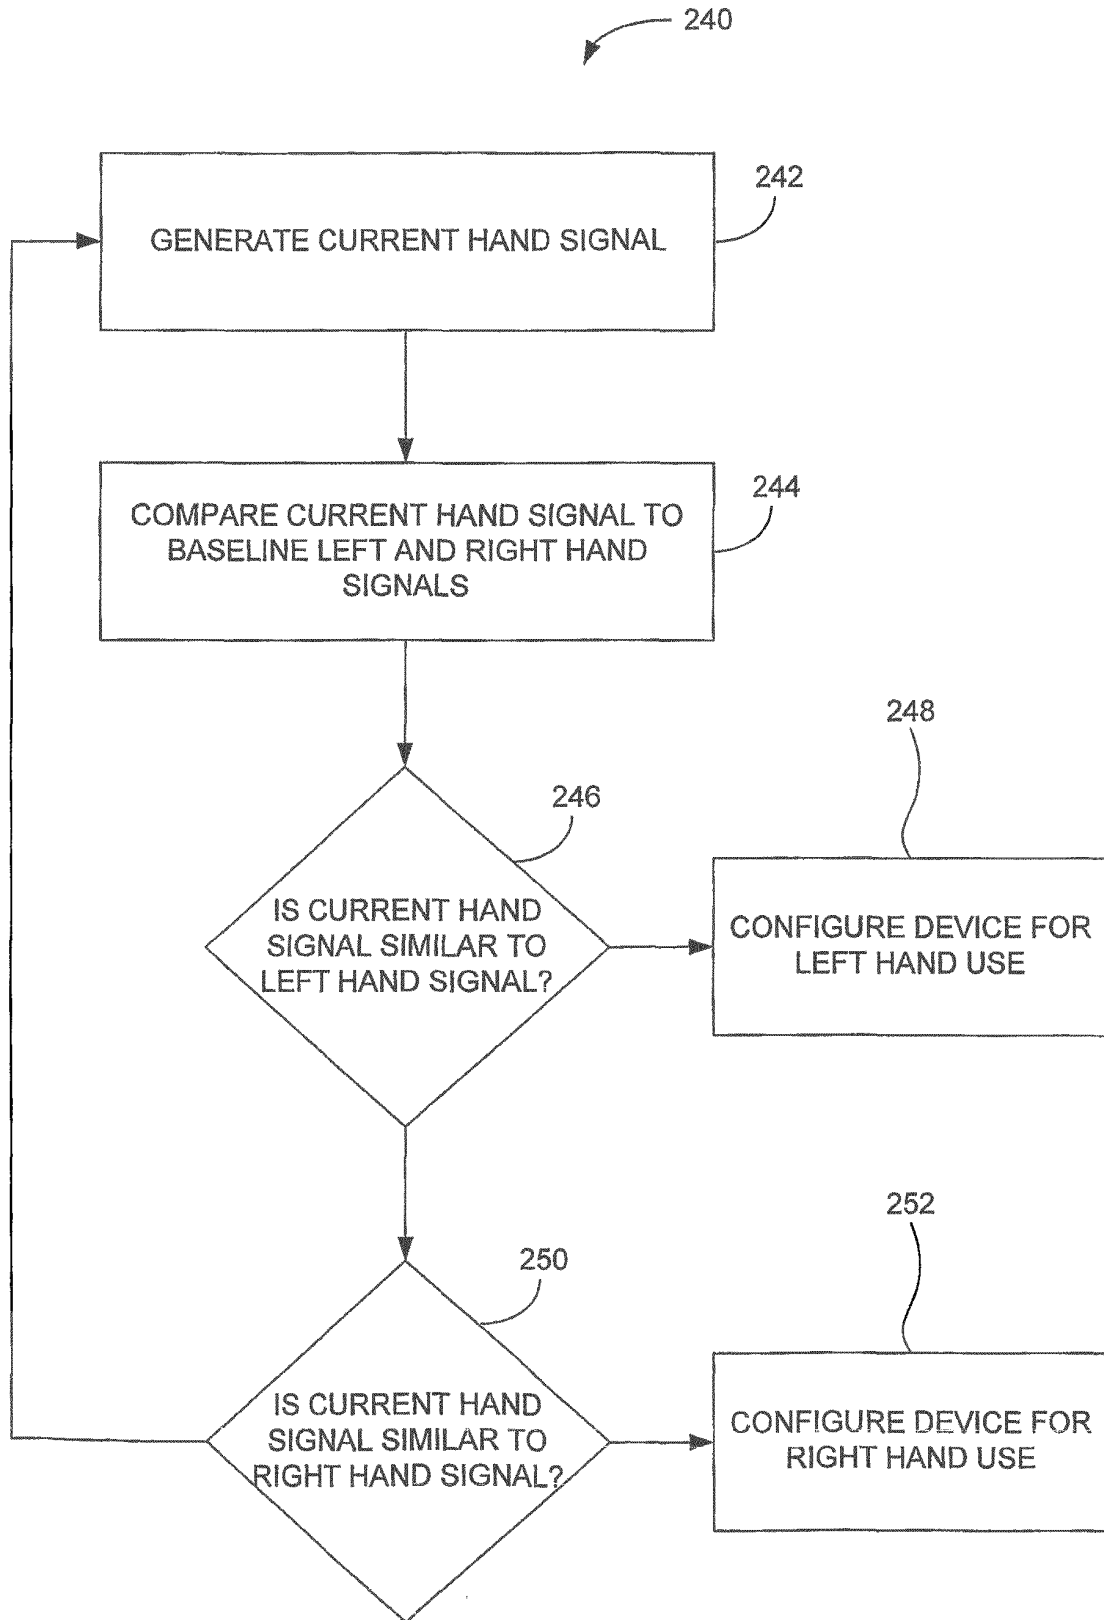 240
242
GENERATE CURRENT HAND SIGNAL
244
COMPARE CURRENT HAND SIGNAL TO
BASELINE LEFT AND RIGHT HAND
SIGNALS
246
IS CURRENT HAND
SIGNAL SIMILAR TO
LEFT HAND SIGNAL?
248
CONFIGURE DEVICE FOR
LEFT HAND USE
250
IS CURRENT HAND
SIGNAL SIMILAR TO
RIGHT HAND SIGNAL?
252
CONFIGURE DEVICE FOR
RIGHT HAND USE